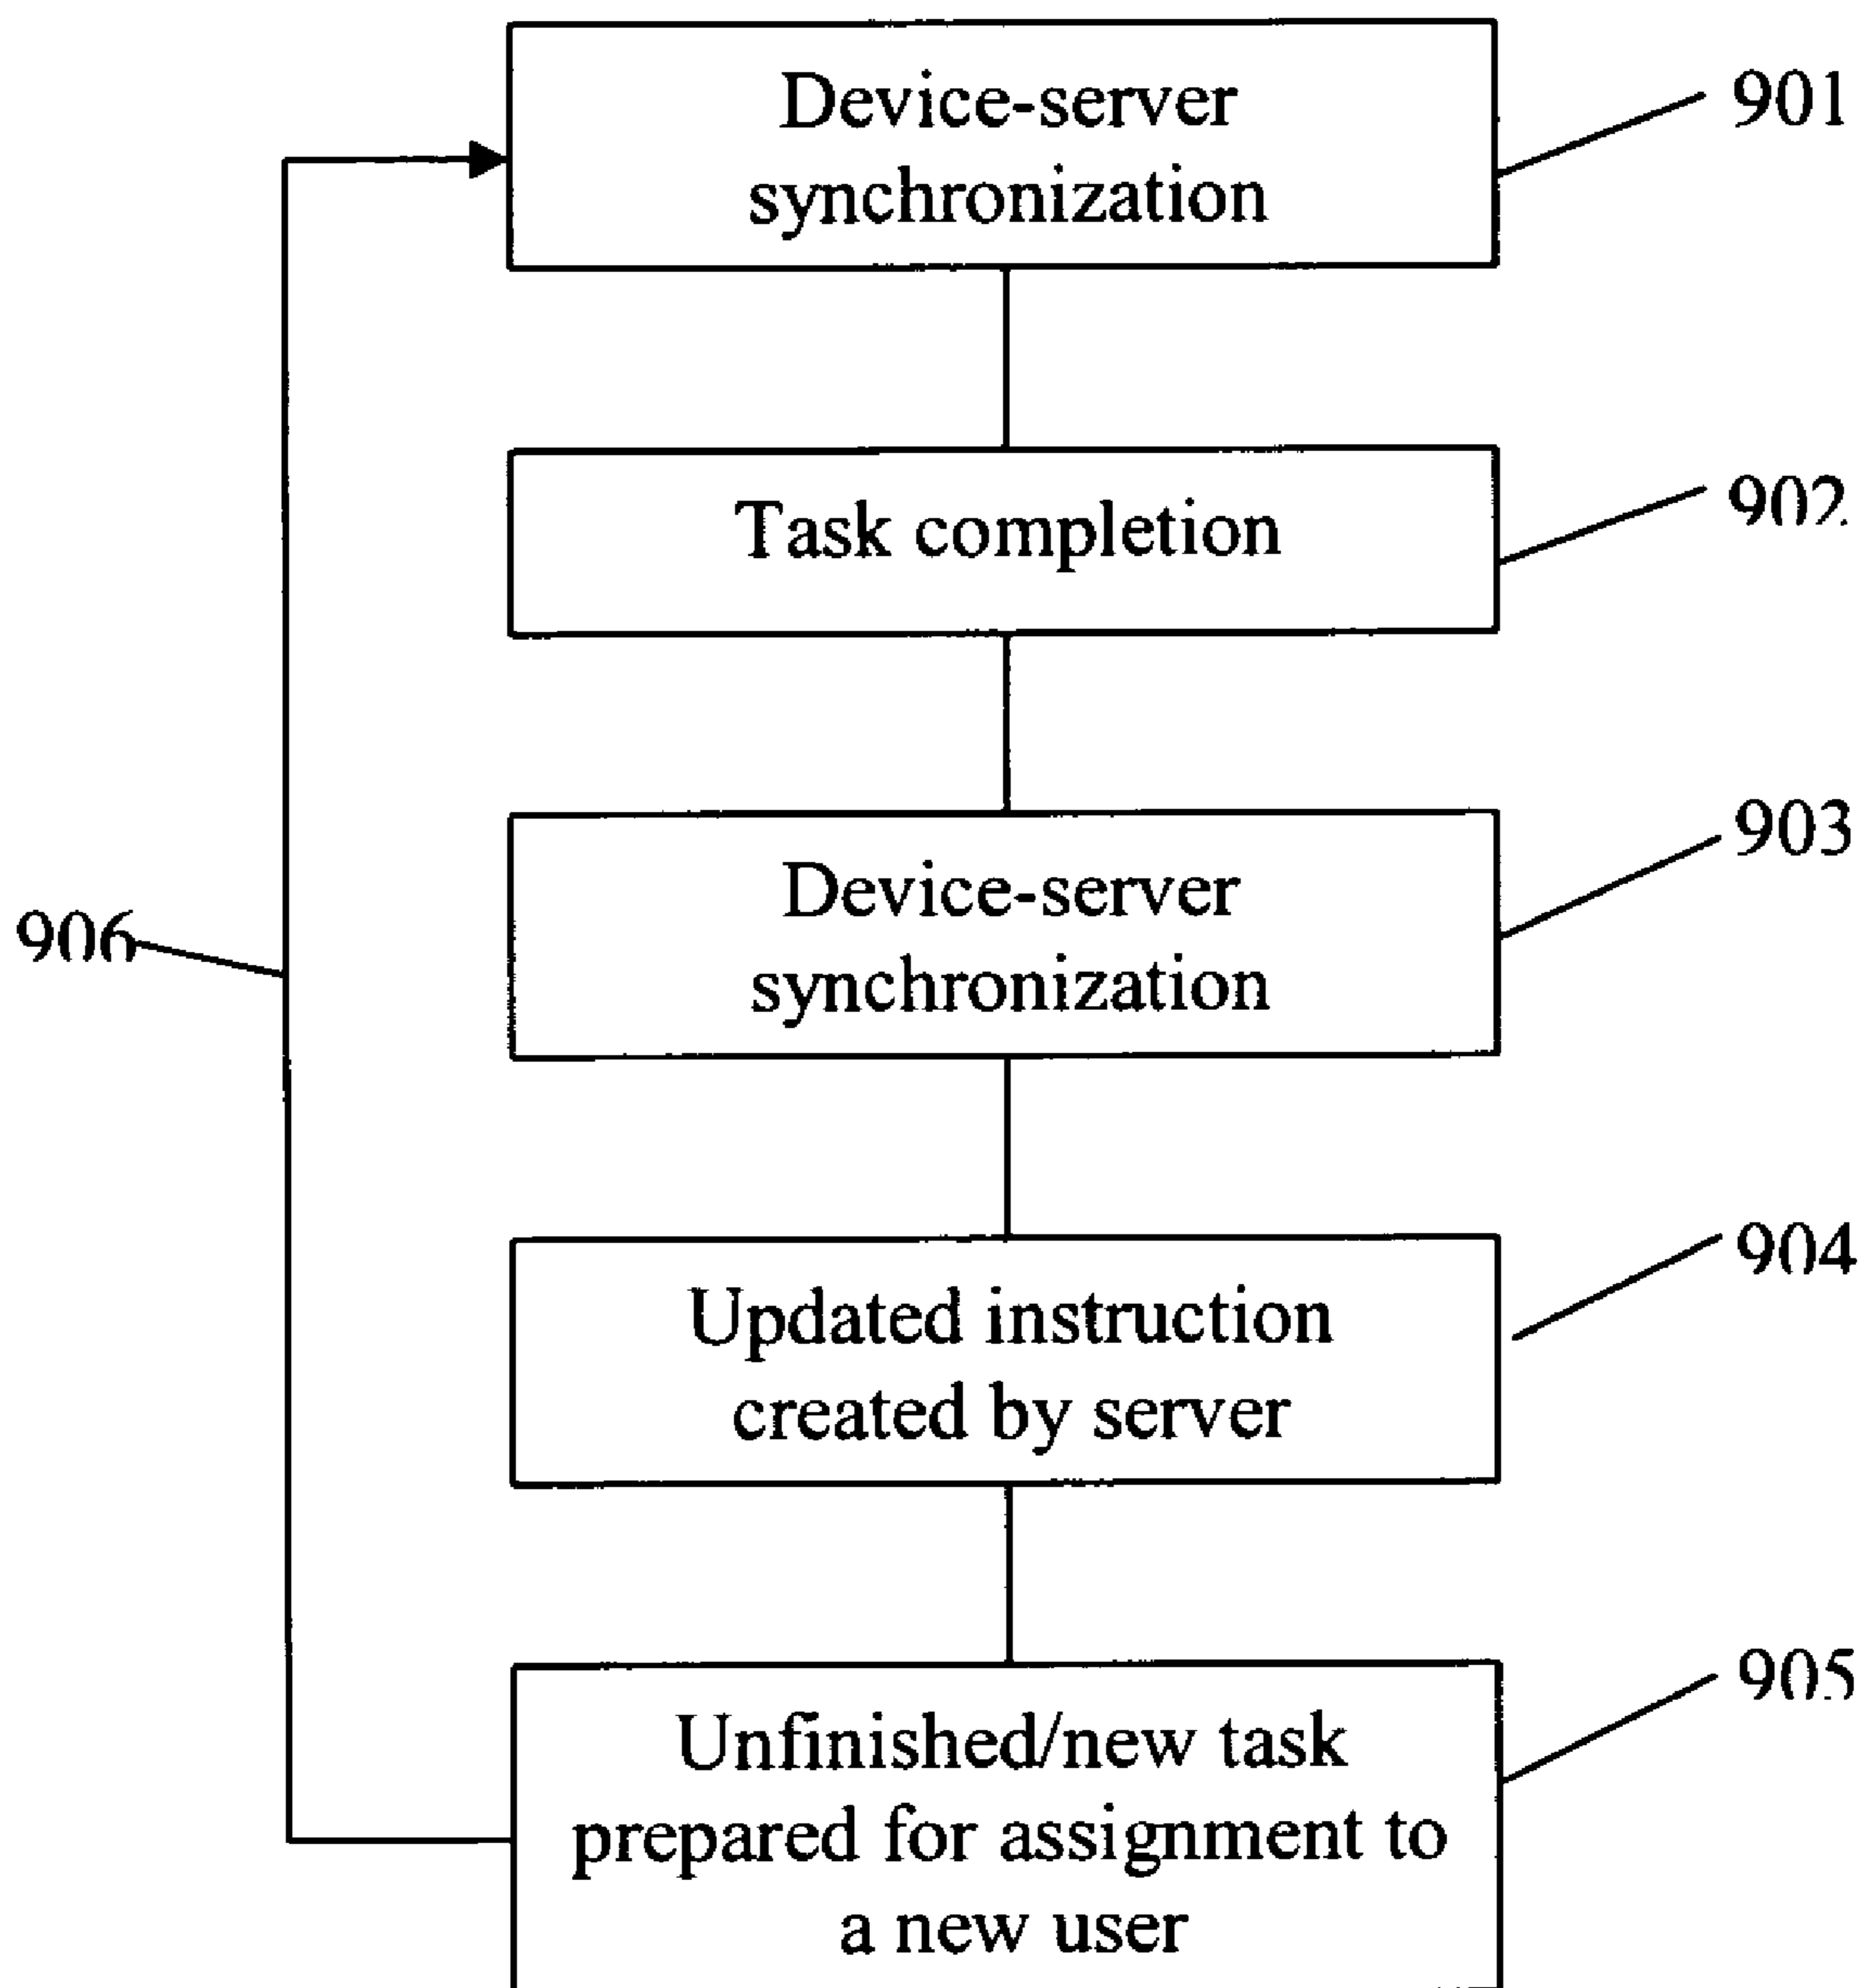 Device-server
synchronization
901
Task completion
902
Device-server
synchronization
903
906
Updated instruction
created by server
904
Unfinished/new task
prepared for assignment to
a new user
905